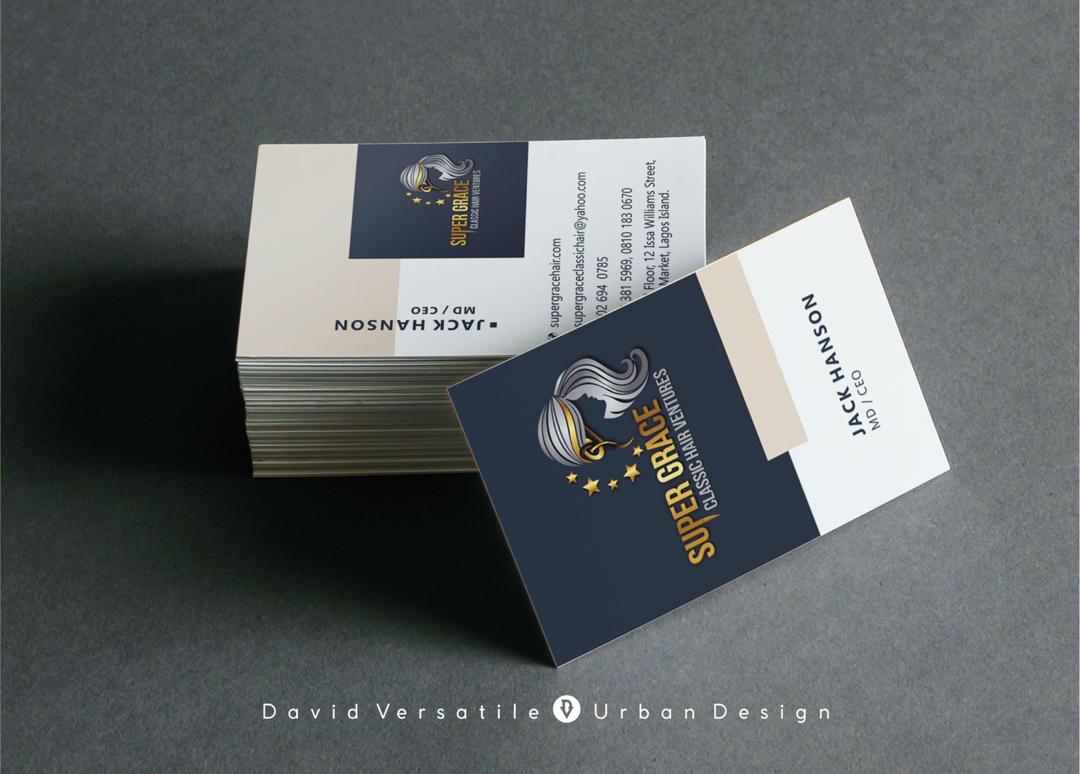 SUPER GRACE
CLASSIC HAIR VENTURES
JACK HANSON
MD / CEO
supergracehair.com
supergraceclassichair@yahoo.com
02 694 0785
381 5969, 0810 183 0670
Floor, 12 Issa Williams Street,
Market, Lagos Island.
SUPER GRACE
CLASSIC HAIR VENTURES
JACK HANSON
MD / CEO
David Versatile Urban Design